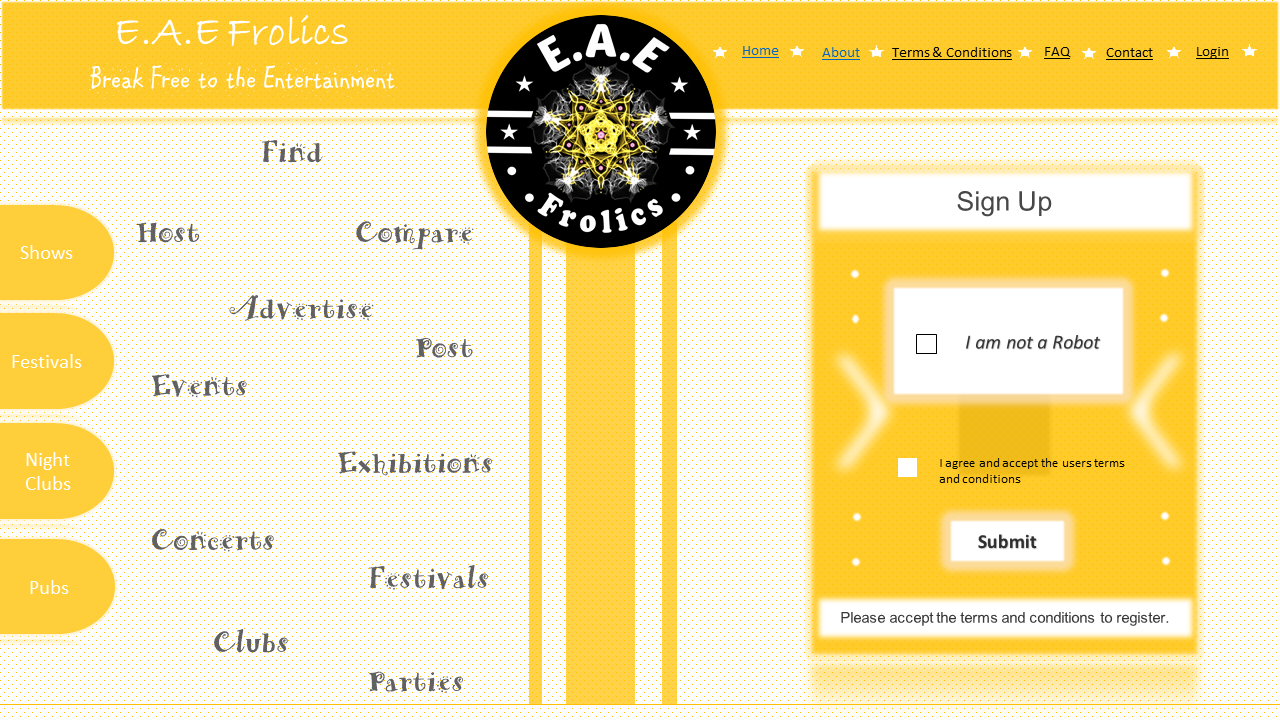 E.A.E Frolics
Break Free to the Entertainment
E.A.E
Frolics
Home
About
Terms & Conditions
FAQ
Contact
Login
Shows
Festivals
Night
Clubs
Pubs
Find
Host
Compare
Advertise
Post
Events
Exhibitions
Concerts
Festivals
Clubs
Parties
Sign Up
I am not a Robot
I agree and accept the users terms
and conditions
Submit
Please accept the terms and conditions to register.